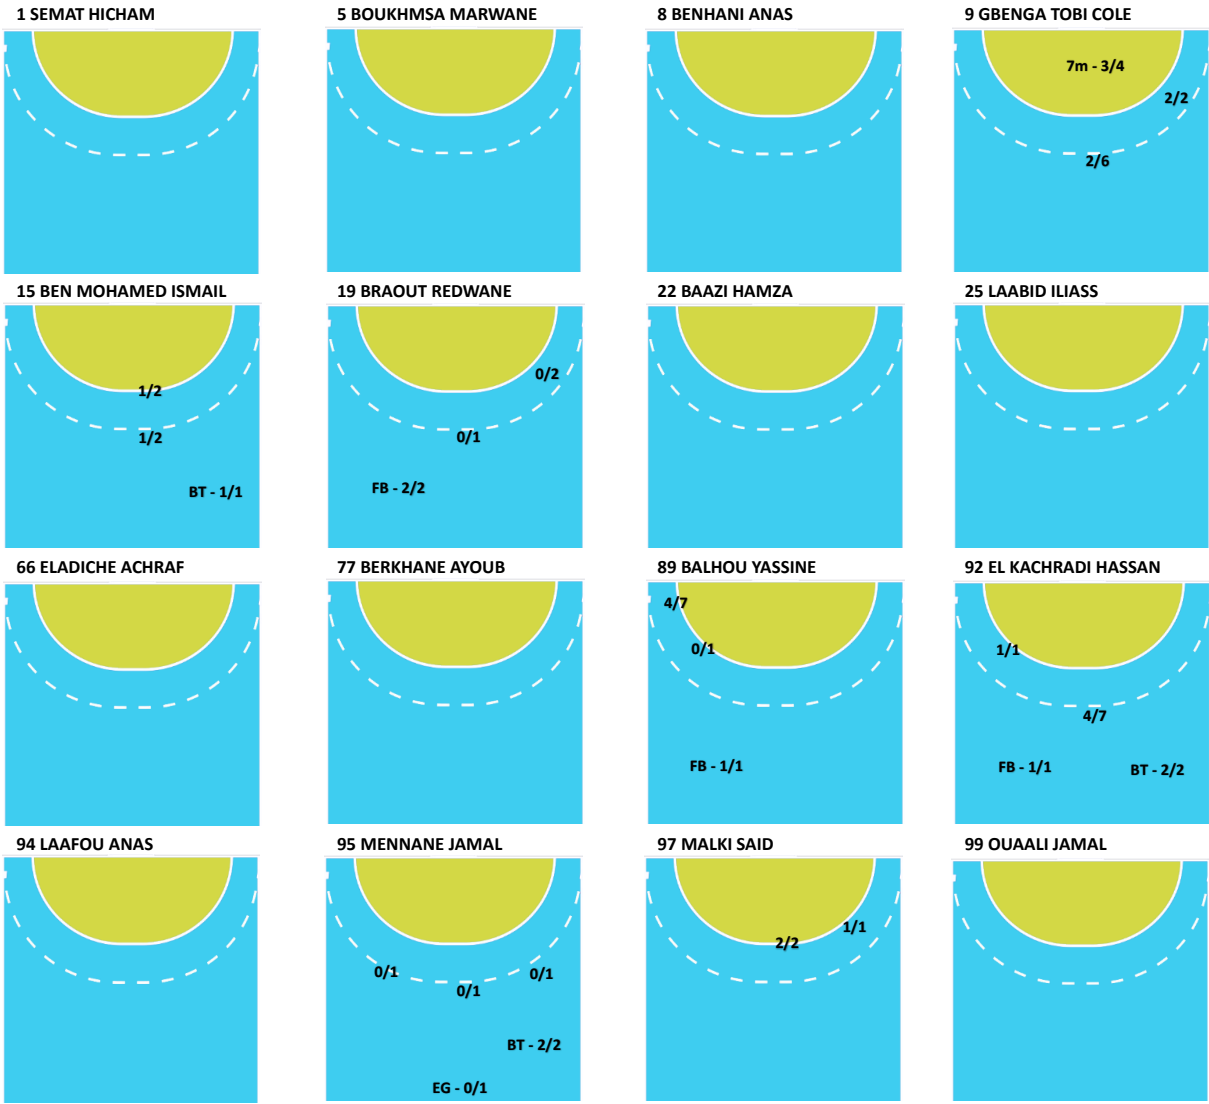 1 SEMAT HICHAM
5 BOUKHMSA MARWANE
8 BENHANI ANAS
9 GBENGA TOBI COLE
7m - 3/4
2/2
2/6
15 BEN MOHAMED ISMAIL
19 BRAOUT REDWANE
22 BAAZI HAMZA
25 LAABID ILIASS
1/2
1/2
BT - 1/1
0/2
0/1
FB - 2/2
66 ELADICHE ACHRAF
77 BERKHANE AYOUB
89 BALHOU YASSINE
92 EL KACHRADI HASSAN
4/7
0/1
FB - 1/1
1/1
4/7
FB - 1/1
BT - 2/2
94 LAAFOU ANAS
95 MENNANE JAMAL
97 MALKI SAID
99 OUAALI JAMAL
0/1
0/1
0/1
BT - 2/2
EG - 0/1
1/1
2/2